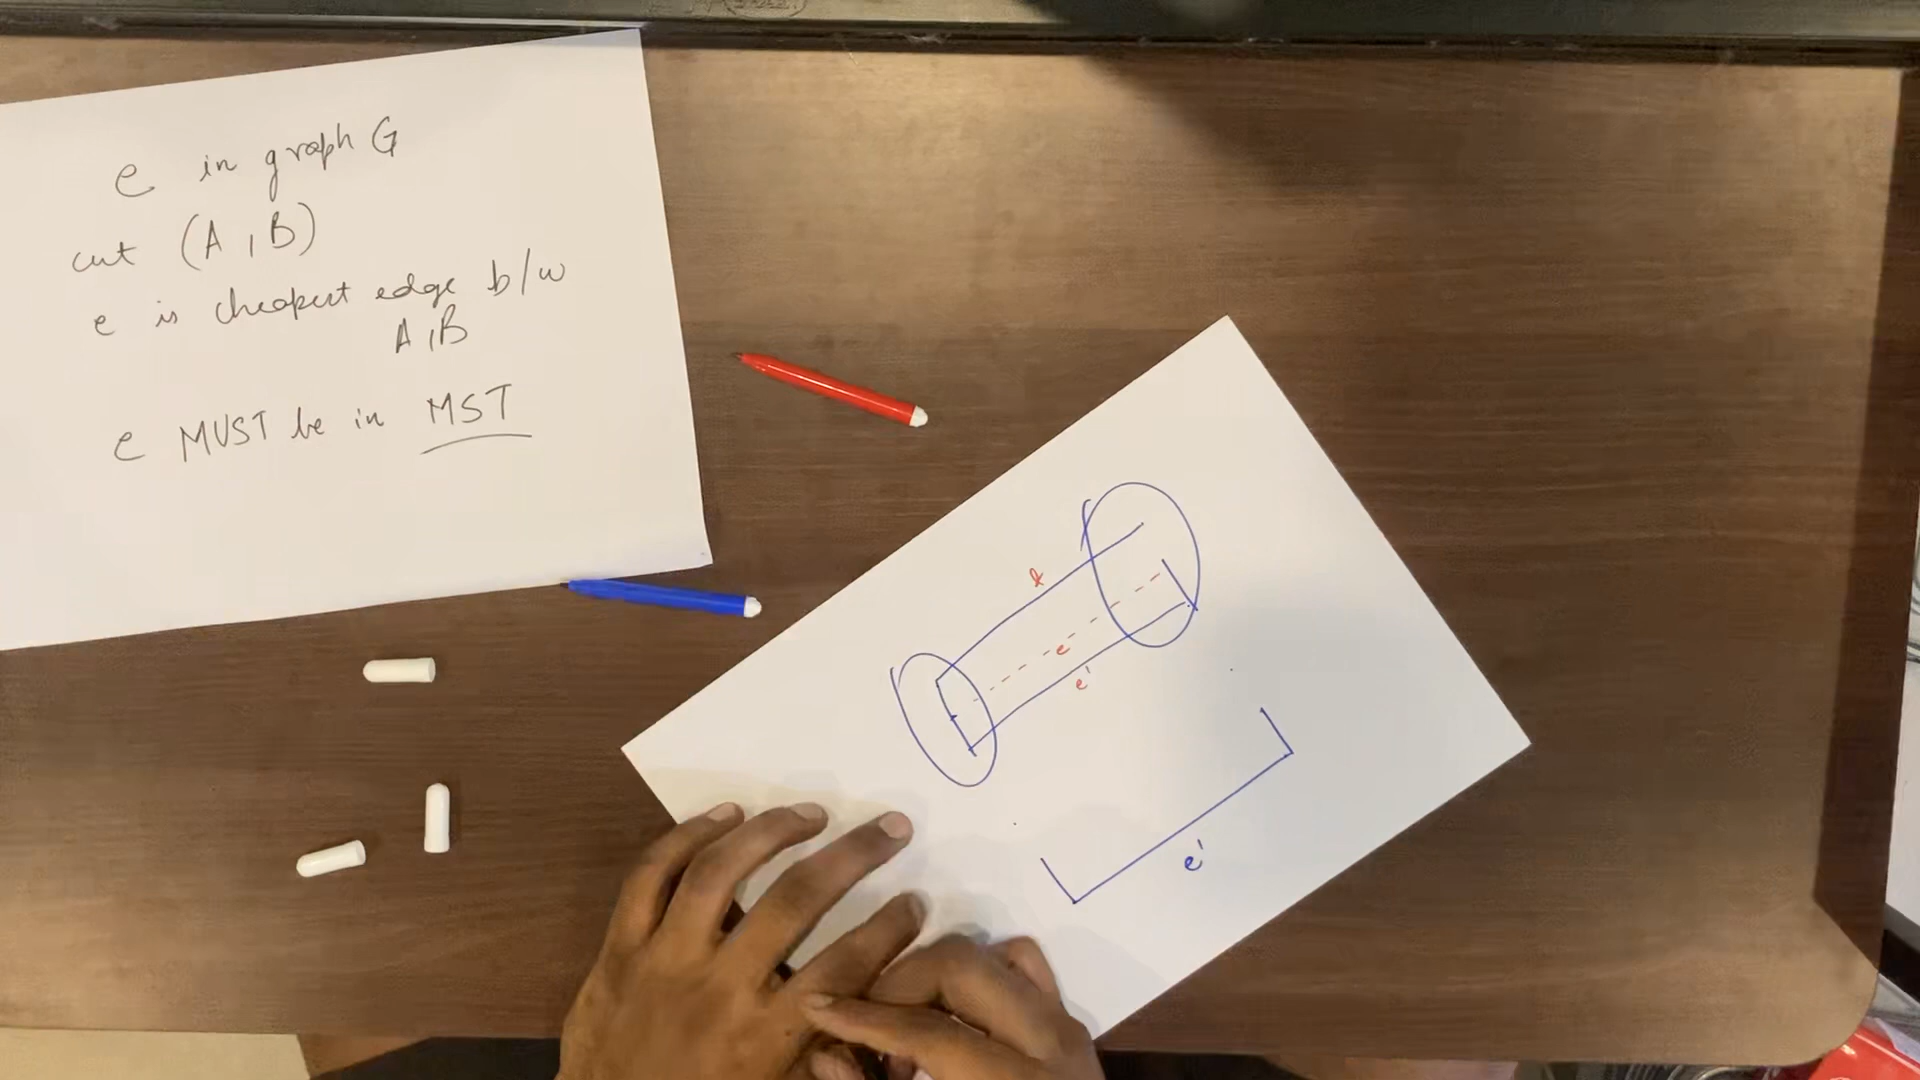 e in graph G
cut (A, B)
e is cheapest edge b/w
A, B
e MUST be in MST
f
e
e'
e'